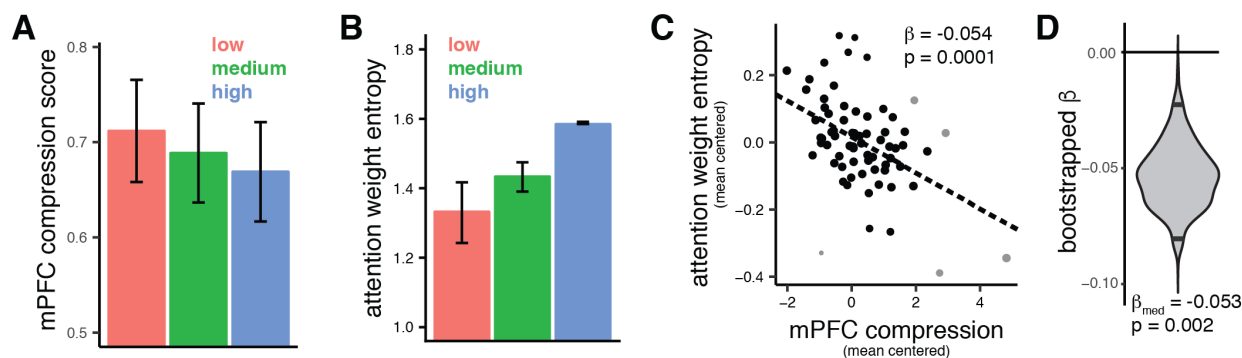 A
mPFC compression score
0.8
0.7
0.6
0.5
low
medium
high
B
attention weight entropy
1.8
1.6
1.4
1.2
1.0
low
medium
high
C
attention weight entropy
(mean centered)
0.2
0.0
−0.2
−0.4
β = -0.054
p = 0.0001
−2
0
2
4
mPFC compression
(mean centered)
D
bootstrapped β
0.00
−0.05
−0.10
βmed = -0.053
p = 0.002